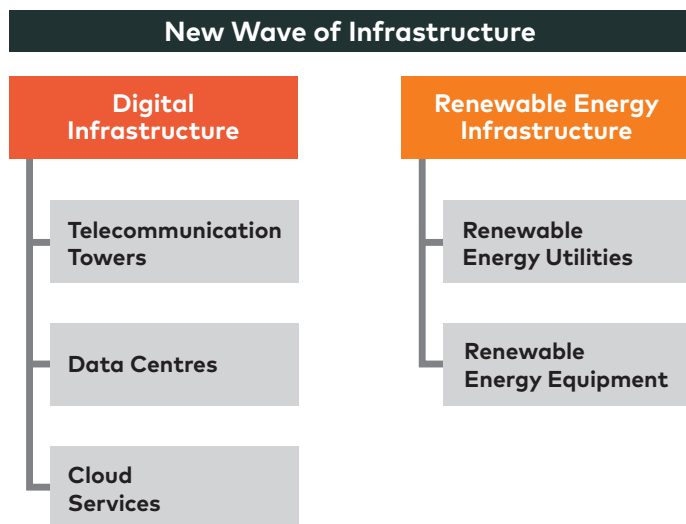 New Wave of Infrastructure
Digital
Infrastructure
Telecommunication
Towers
Data Centres
Cloud
Services
Renewable Energy
Infrastructure
Renewable
Energy Utilities
Renewable
Energy Equipment